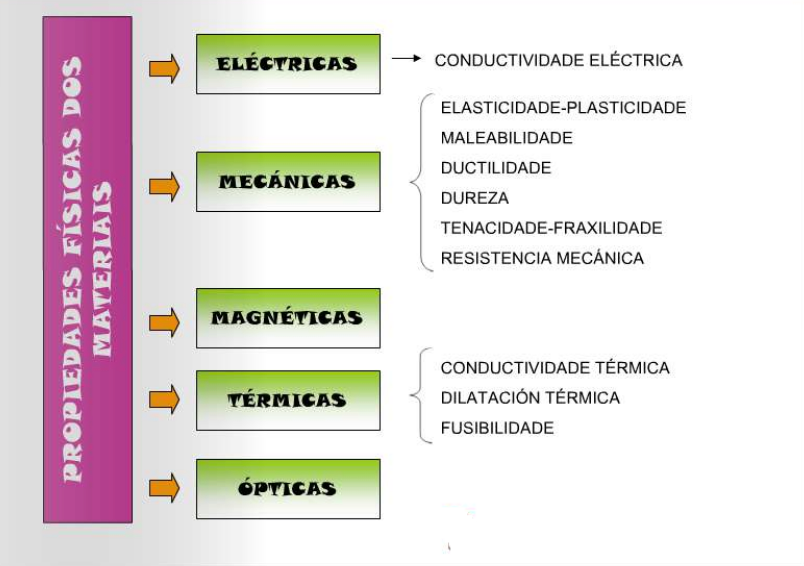 PROPIEDADES FÍSICAS DOS
MATERIAIS
ELÉCTRICAS
CONDUCTIVIDADE ELÉCTRICA
MECÁNICAS
ELASTICIDADE-PLASTICIDADE
MALEABILIDADE
DUCTILIDADE
DUREZA
TENACIDADE-FRAXILIDADE
RESISTENCIA MECÁNICA
MAGNÉTICAS
TÉRMICAS
CONDUCTIVIDADE TÉRMICA
DILATACIÓN TÉRMICA
FUSIBILIDADE
ÓPTICAS